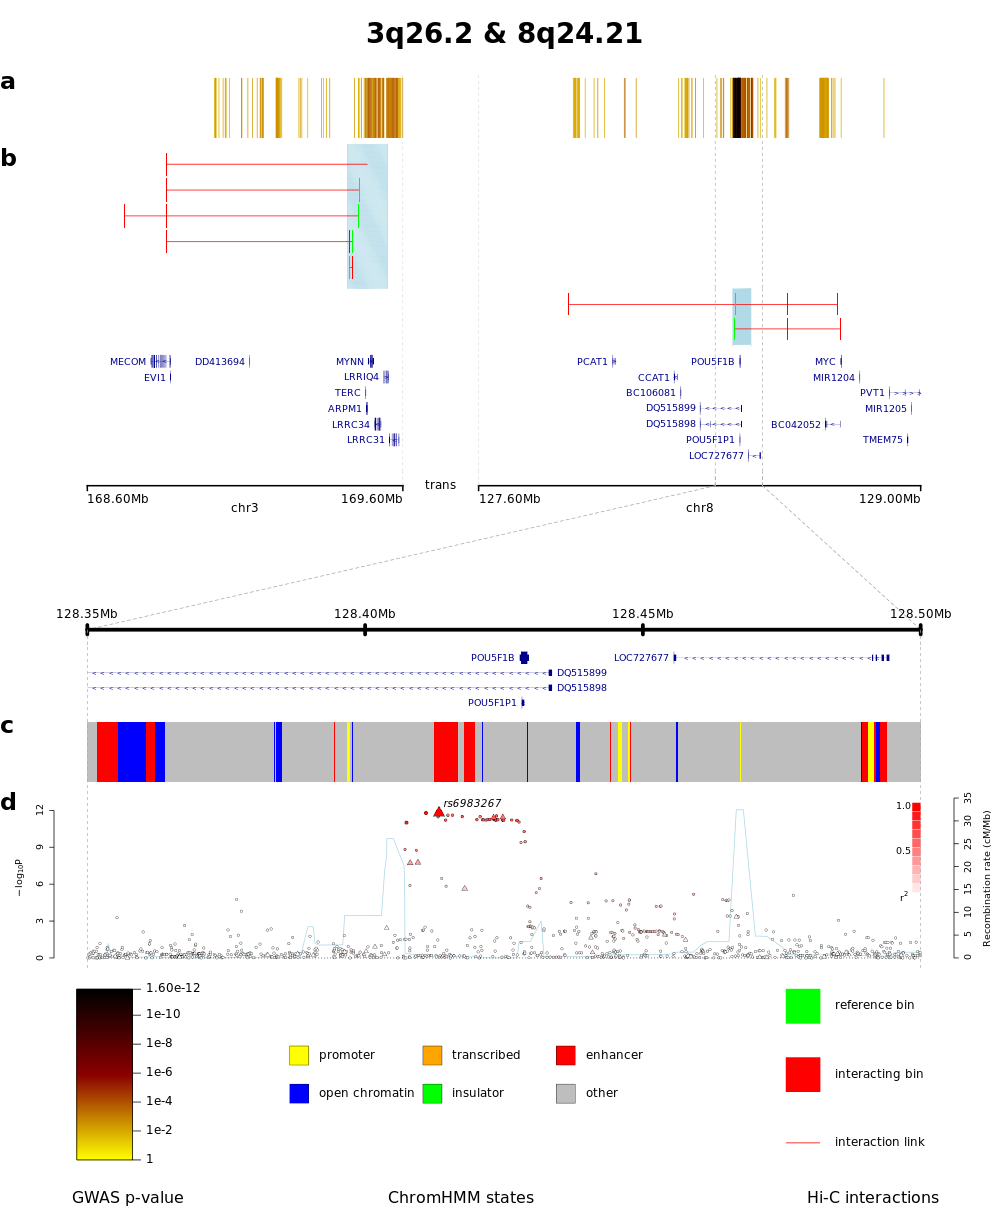 3q26.2 & 8q24.21
a
b
MECOM DD413694 MYNN PCAT1 POU5F1B MYC
EVI1 LRRIQ4 CCAT1 MIR1204
TERC BC106081 PVT1
ARPM1 DQ515899 MIR1205
LRRC34 DQ515898 BC042052
LRRC31 POU5F1P1 TMEM75
LOC727677
trans
168.60Mb 169.60Mb 127.60Mb 129.00Mb
chr3 chr8
128.35Mb 128.40Mb 128.45Mb 128.50Mb
POU5F1B LOC727677
DQ515899
DQ515898
POU5F1P1
c
d
rs6983267
12
9
6
3
0
−log10P
1.0
0.5
r2
35
30
25
20
15
10
5
0
Recombination rate (cM/Mb)
1.60e-12
1e-10
1e-8
1e-6
1e-4
1e-2
1
promoter transcribed enhancer
open chromatin insulator other
reference bin
interacting bin
interaction link
GWAS p-value ChromHMM states Hi-C interactions